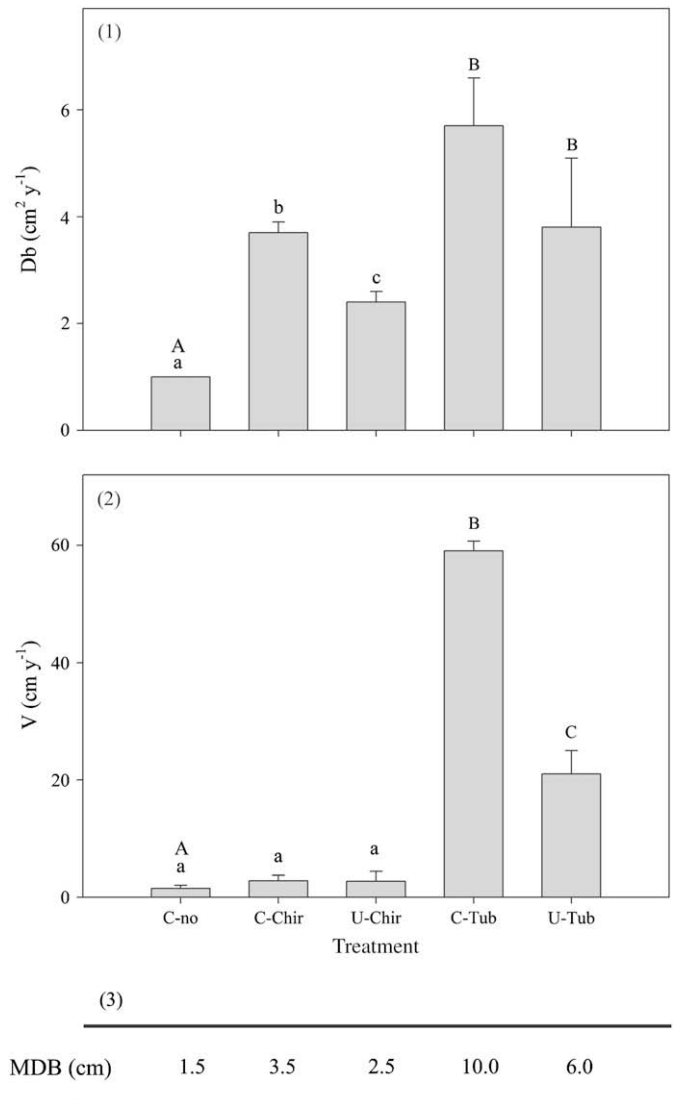 (1)
Db (cm² y⁻¹)
6
4
2
0
A
a
b
c
B
B
(2)
V (cm y⁻¹)
60
40
20
0
A
a
a
a
B
C
C-no C-Chir U-Chir C-Tub U-Tub
Treatment
(3)
MDB (cm) 1.5 3.5 2.5 10.0 6.0